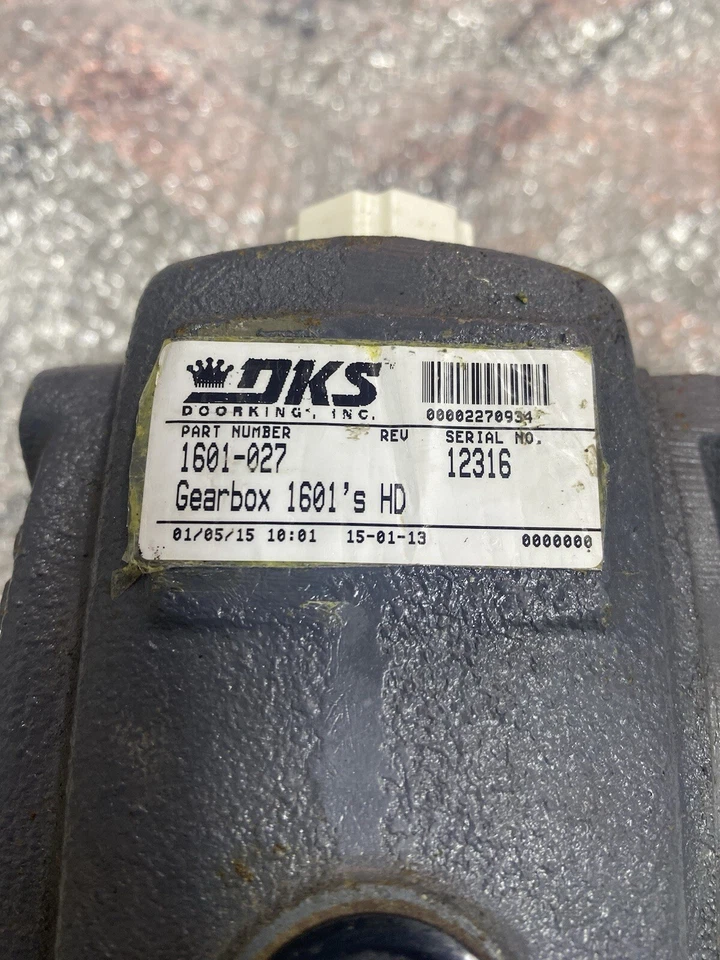 DKS
DOORKING, INC.
00002270934
PART NUMBER REV SERIAL NO.
1601-027 12316
Gearbox 1601's HD
01/05/15 10:01 15-01-13 0000000